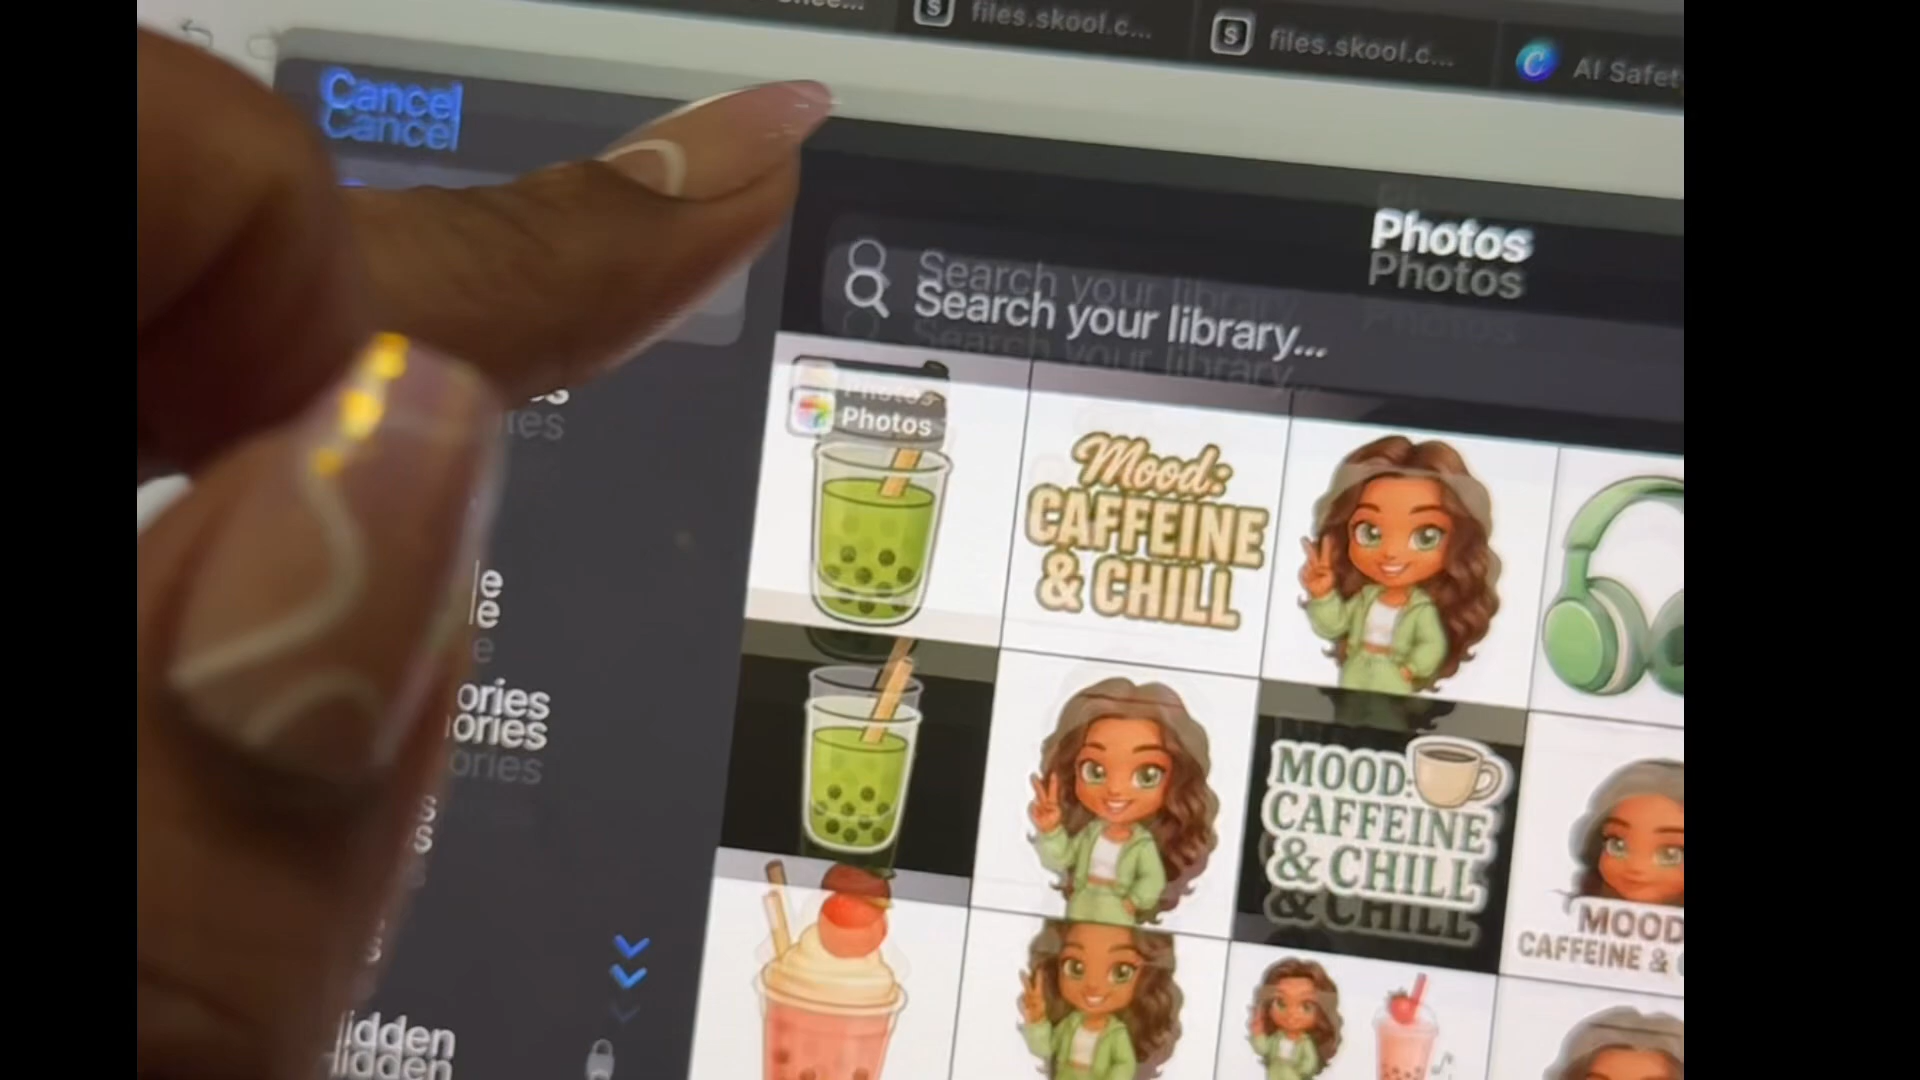 files.skool.c...
files.skool.c...
AI Safet
Cancel
Photos
Search your library...
Photos
Mood:
CAFFEINE
& CHILL
MOOD:
CAFFEINE
& CHILL
MOOD
CAFFEINE &
ories
idden